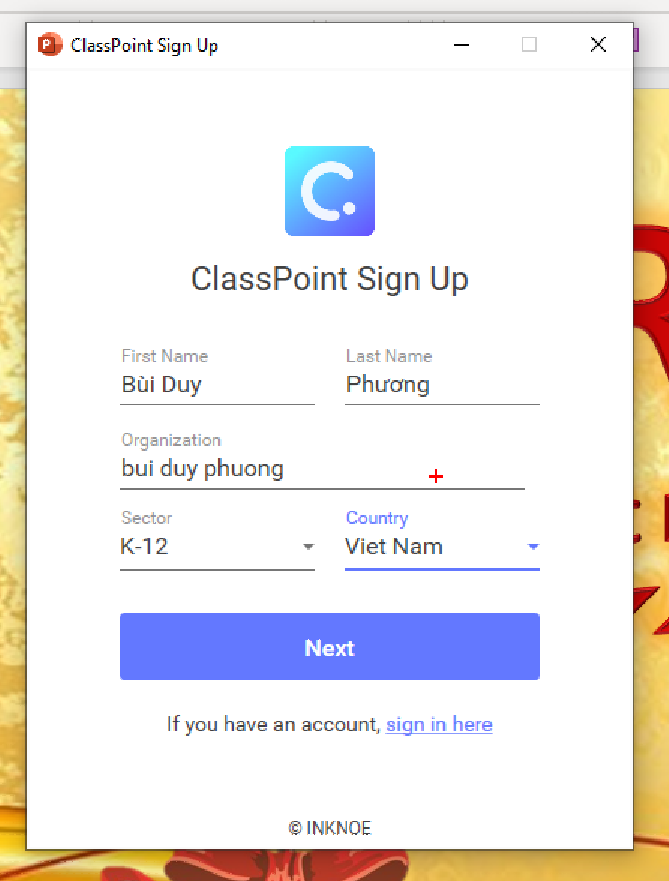 ClassPoint Sign Up
ClassPoint Sign Up
First Name Last Name
Bùi Duy Phương
Organization
bui duy phuong
Sector Country
K-12 Viet Nam
Next
If you have an account, sign in here
© INKNOE